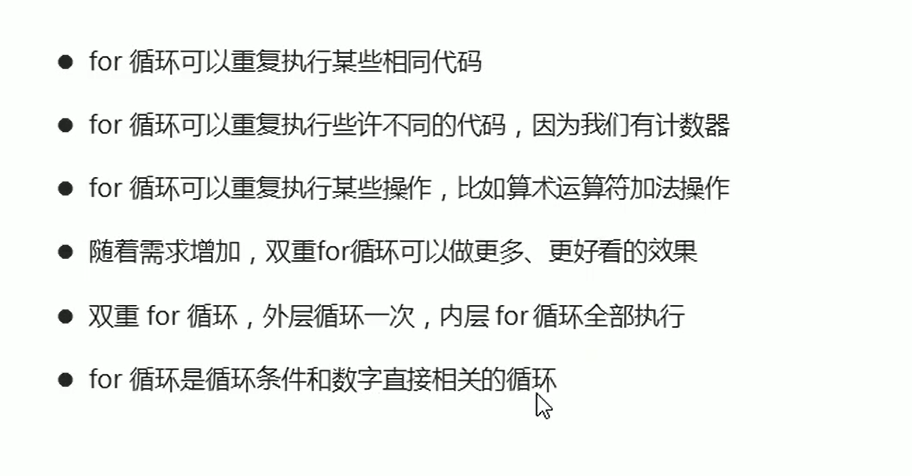 ● for 循环可以重复执行某些相同代码
● for 循环可以重复执行些许不同的代码，因为我们有计数器
● for 循环可以重复执行某些操作，比如算术运算符加法操作
● 随着需求增加，双重for循环可以做更多、更好看的效果
● 双重 for 循环，外层循环一次，内层 for 循环全部执行
● for 循环是循环条件和数字直接相关的循环